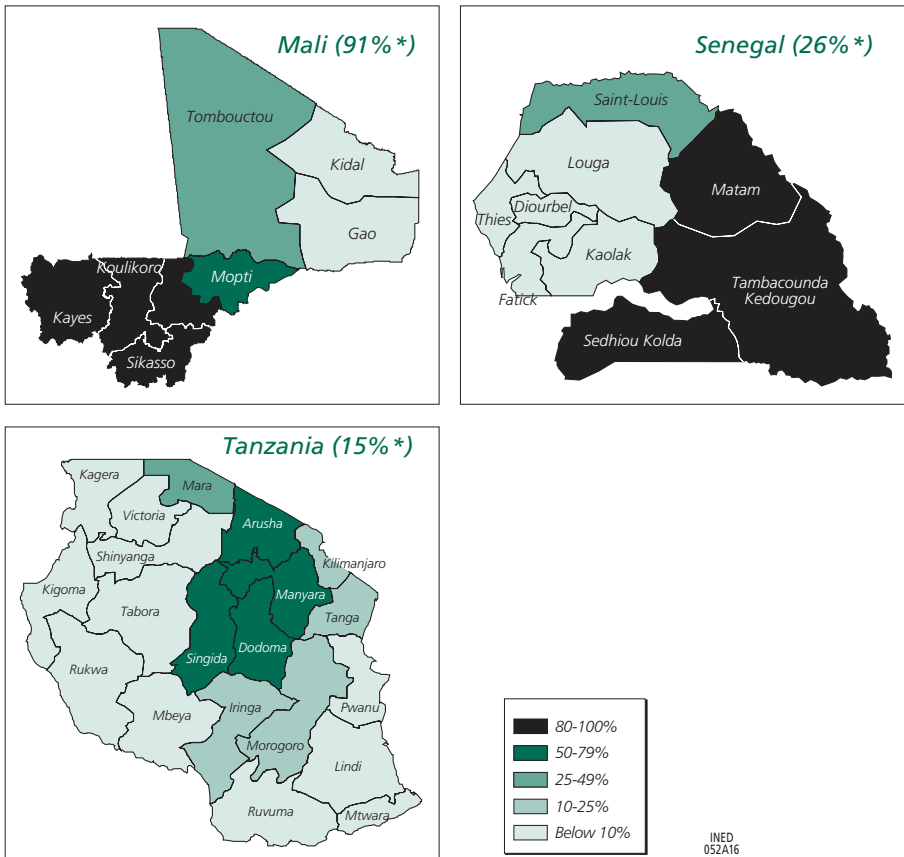 Mali (91%*)
Tombouctou
Kidal
Gao
Mopti
Koulikoro
Kayes
Sikasso
Senegal (26%*)
Saint-Louis
Louga
Matam
Thies
Diourbel
Kaolak
Fatick
Tambacounda
Kedougou
Sedhiou Kolda
Tanzania (15%*)
Kagera
Mara
Victoria
Arusha
Shinyanga
Kilimanjaro
Kigoma
Manyara
Tabora
Tanga
Dodoma
Singida
Rukwa
Iringa
Pwanu
Mbeya
Morogoro
Lindi
Ruvuma
Mtwara
80-100%
50-79%
25-49%
10-25%
Below 10%
INED
052A16